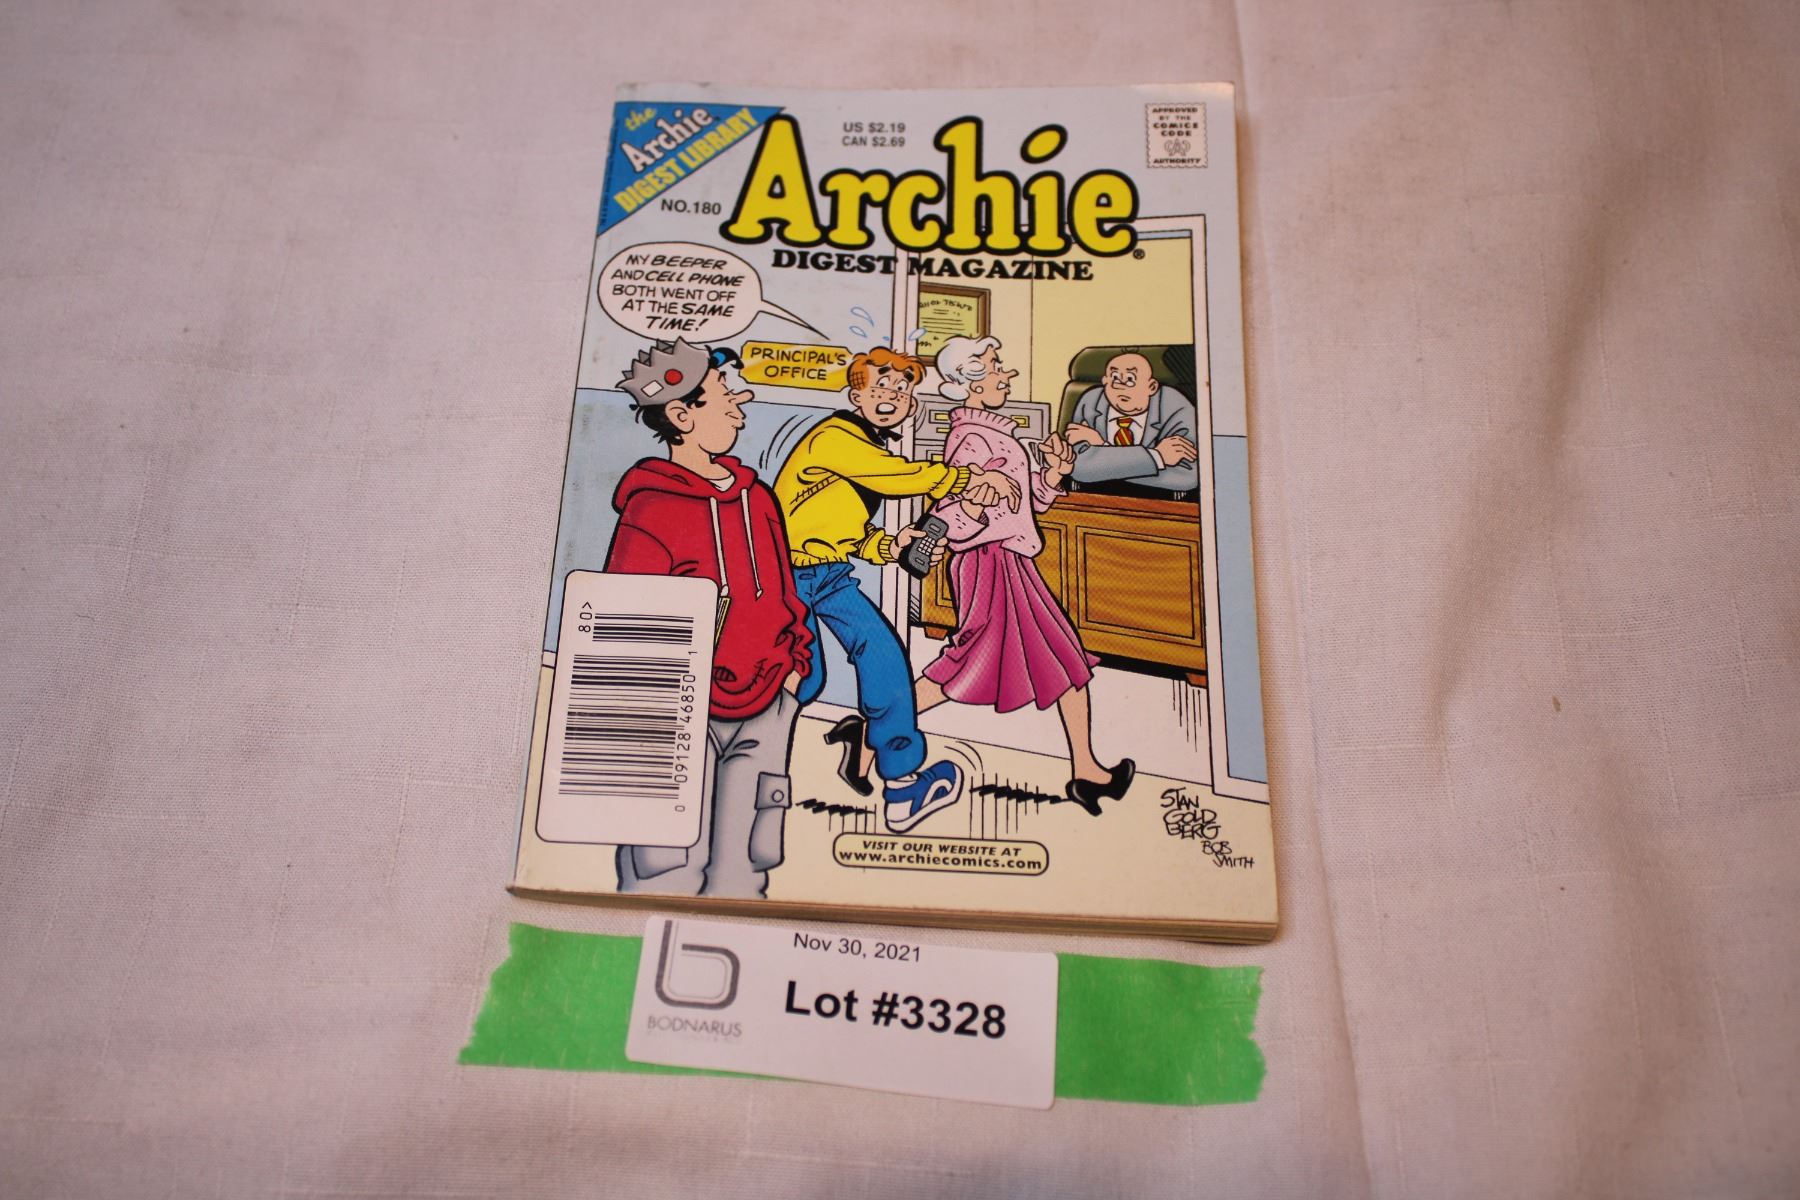 the
Archie
DIGEST LIBRARY
NO.180
US $2.19
CAN $2.69
APPROVED
BY THE
COMICS
CODE
AUTHORITY
Archie®
DIGEST MAGAZINE
MY BEEPER
AND CELL PHONE
BOTH WENT OFF
AT THE SAME
TIME!
PRINCIPAL'S
OFFICE
80>
0 09128 46850 1
VISIT OUR WEBSITE AT
www.archiecomics.com
STAN
GOLD
BERG
BOB
SMITH
Nov 30, 2021
Lot #3328
BODNARUS